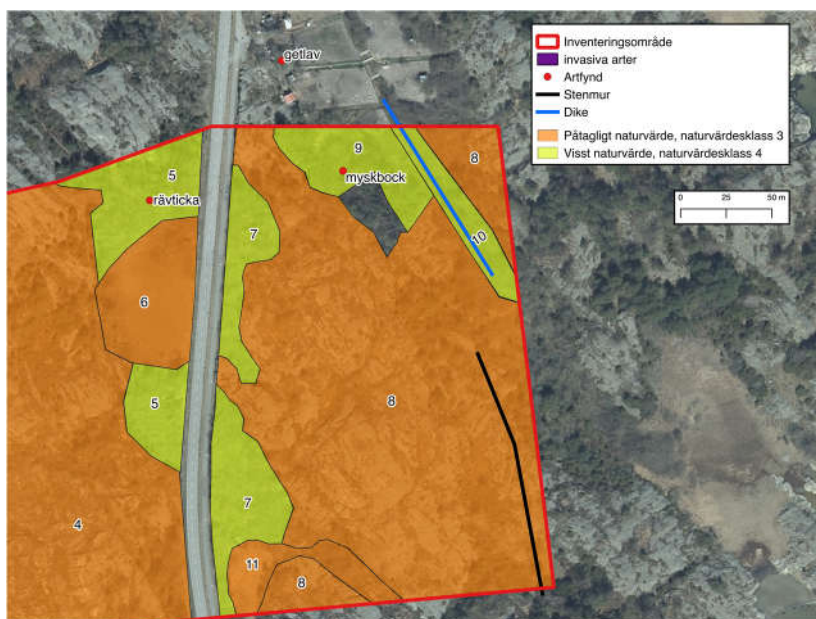 getlav
Inventeringsområde
invasiva arter
Artfynd
Stenmur
Dike
Påtagligt naturvärde, naturvärdesklass 3
Visst naturvärde, naturvärdesklass 4
0 25 50 m
9
8
5
myskbock
rävticka
7
10
6
5
8
7
4
11
8